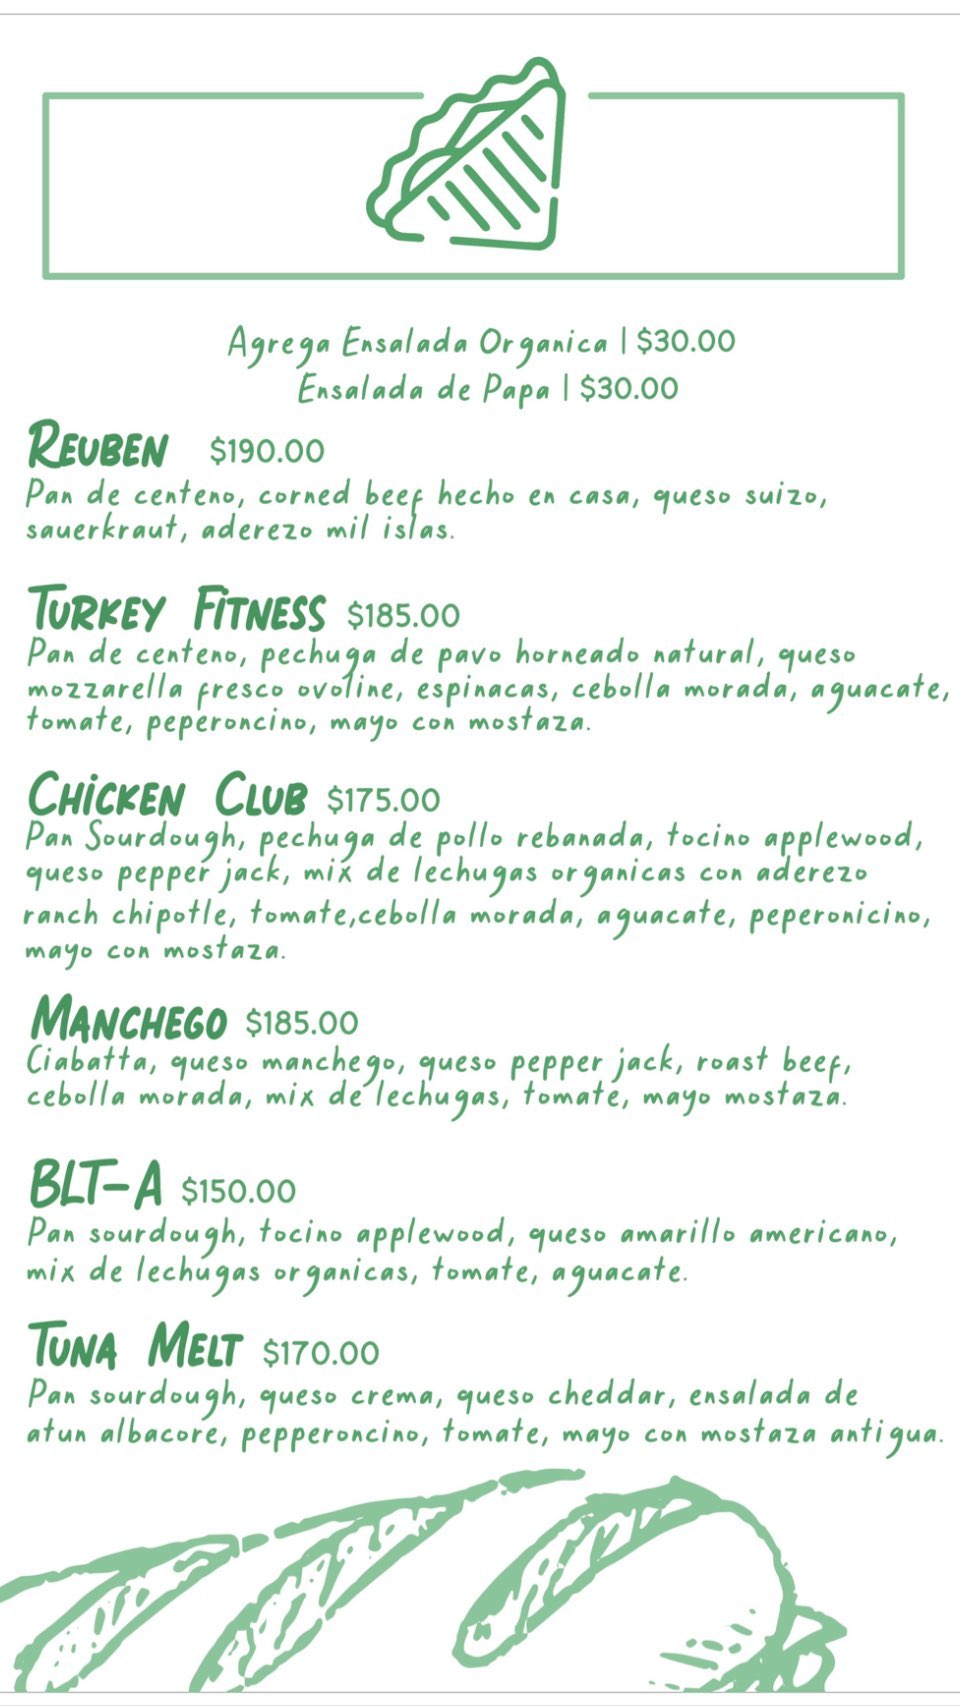 Agrega Ensalada Organica | $30.00
Ensalada de Papa | $30.00
REUBEN $190.00
Pan de centeno, corned beef hecho en casa, queso suizo,
sauerkraut, aderezo mil islas.
TURKEY FITNESS $185.00
Pan de centeno, pechuga de pavo horneado natural, queso
mozzarella fresco ovoline, espinacas, cebolla morada, aguacate,
tomate, peperoncino, mayo con mostaza.
CHICKEN CLUB $175.00
Pan Sourdough, pechuga de pollo rebanada, tocino applewood,
queso pepper jack, mix de lechugas organicas con aderezo
ranch chipotle, tomate,cebolla morada, aguacate, peperonicino,
mayo con mostaza.
MANCHEGO $185.00
Ciabatta, queso manchego, queso pepper jack, roast beef,
cebolla morada, mix de lechugas, tomate, mayo mostaza.
BLT-A $150.00
Pan sourdough, tocino applewood, queso amarillo americano,
mix de lechugas organicas, tomate, aguacate.
TUNA MELT $170.00
Pan sourdough, queso crema, queso cheddar, ensalada de
atun albacore, pepperoncino, tomate, mayo con mostaza antigua.